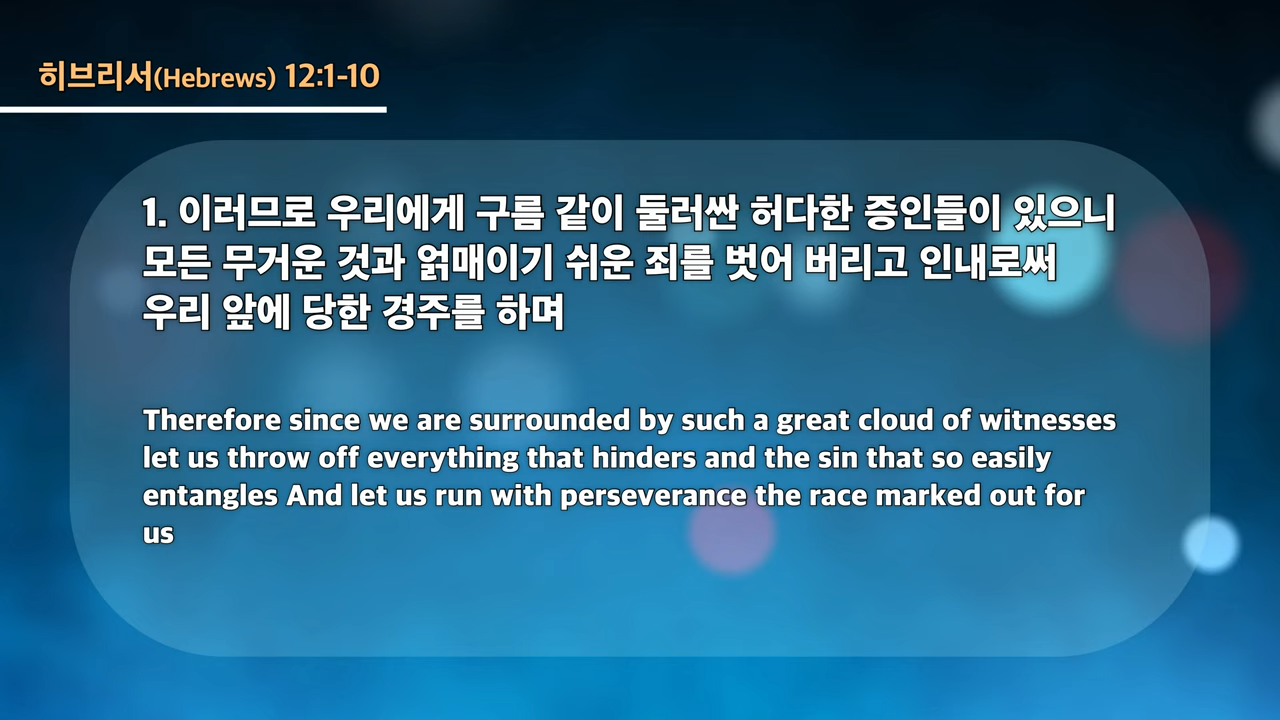 히브리서(Hebrews) 12:1-10
1. 이러므로 우리에게 구름 같이 둘러싼 허다한 증인들이 있으니
모든 무거운 것과 얽매이기 쉬운 죄를 벗어 버리고 인내로써
우리 앞에 당한 경주를 하며
Therefore since we are surrounded by such a great cloud of witnesses
let us throw off everything that hinders and the sin that so easily
entangles And let us run with perseverance the race marked out for
us